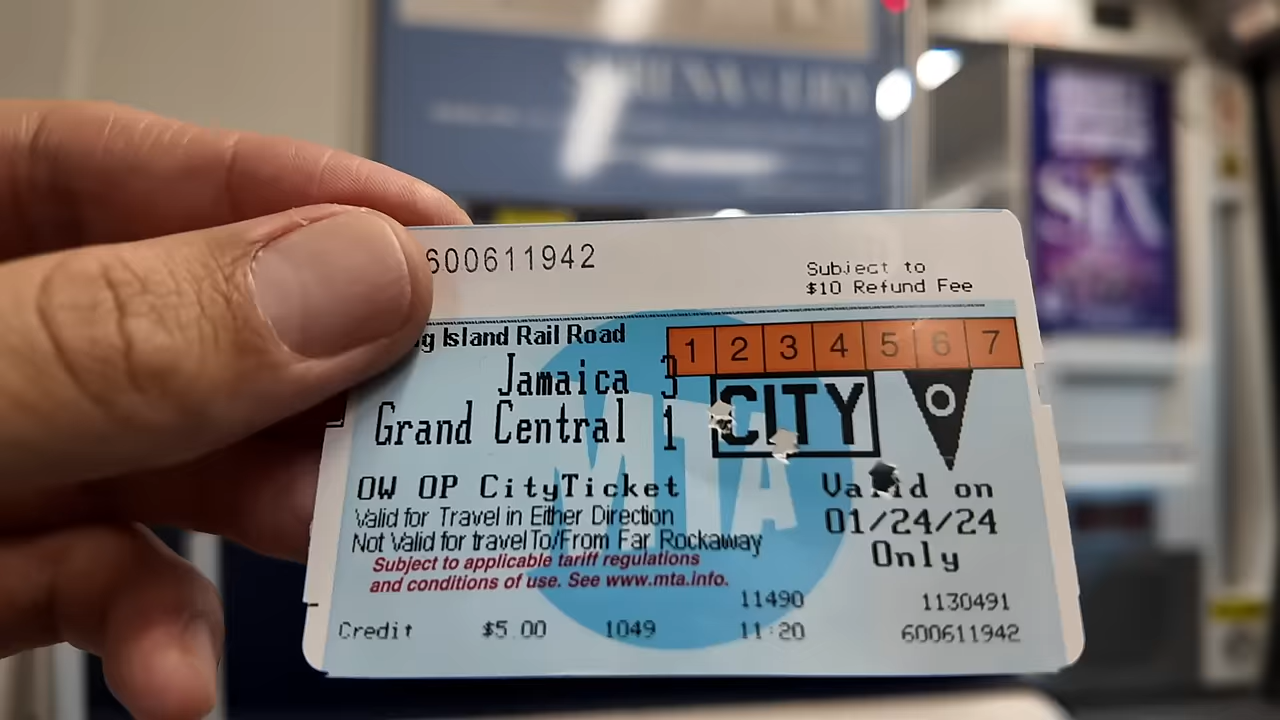 600611942
Subject to
$10 Refund Fee
g Island Rail Road
1 2 3 4 5 6 7
Jamaica 3
Grand Central 1
CITY
O
MTA
OW OP CityTicket
Valid for Travel in Either Direction
Not Valid for travel To/From Far Rockaway
Subject to applicable tariff regulations
and conditions of use. See www.mta.info.
Valid on
01/24/24
Only
11490 1130491
Credit $5.00 1049 11:20 600611942